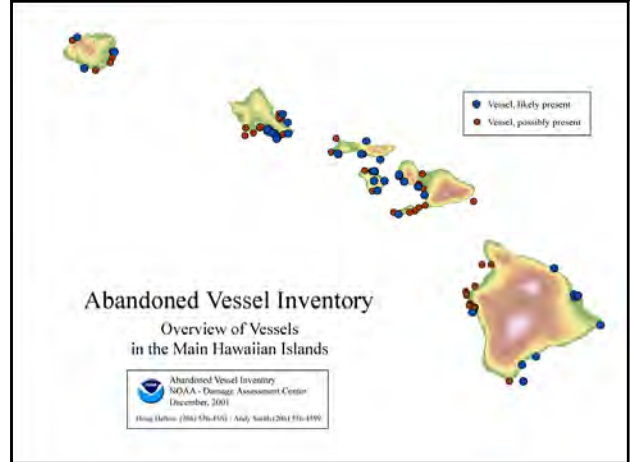 Vessel, likely present
Vessel, possibly present
Abandoned Vessel Inventory
Overview of Vessels
in the Main Hawaiian Islands
Abandoned Vessel Inventory
NOAA - Damage Assessment Center
December, 2001